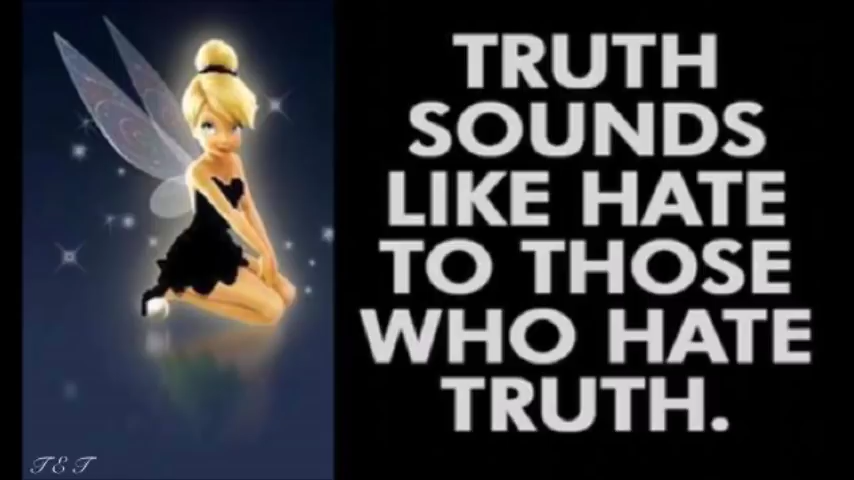 TRUTH
SOUNDS
LIKE HATE
TO THOSE
WHO HATE
TRUTH.
T&T